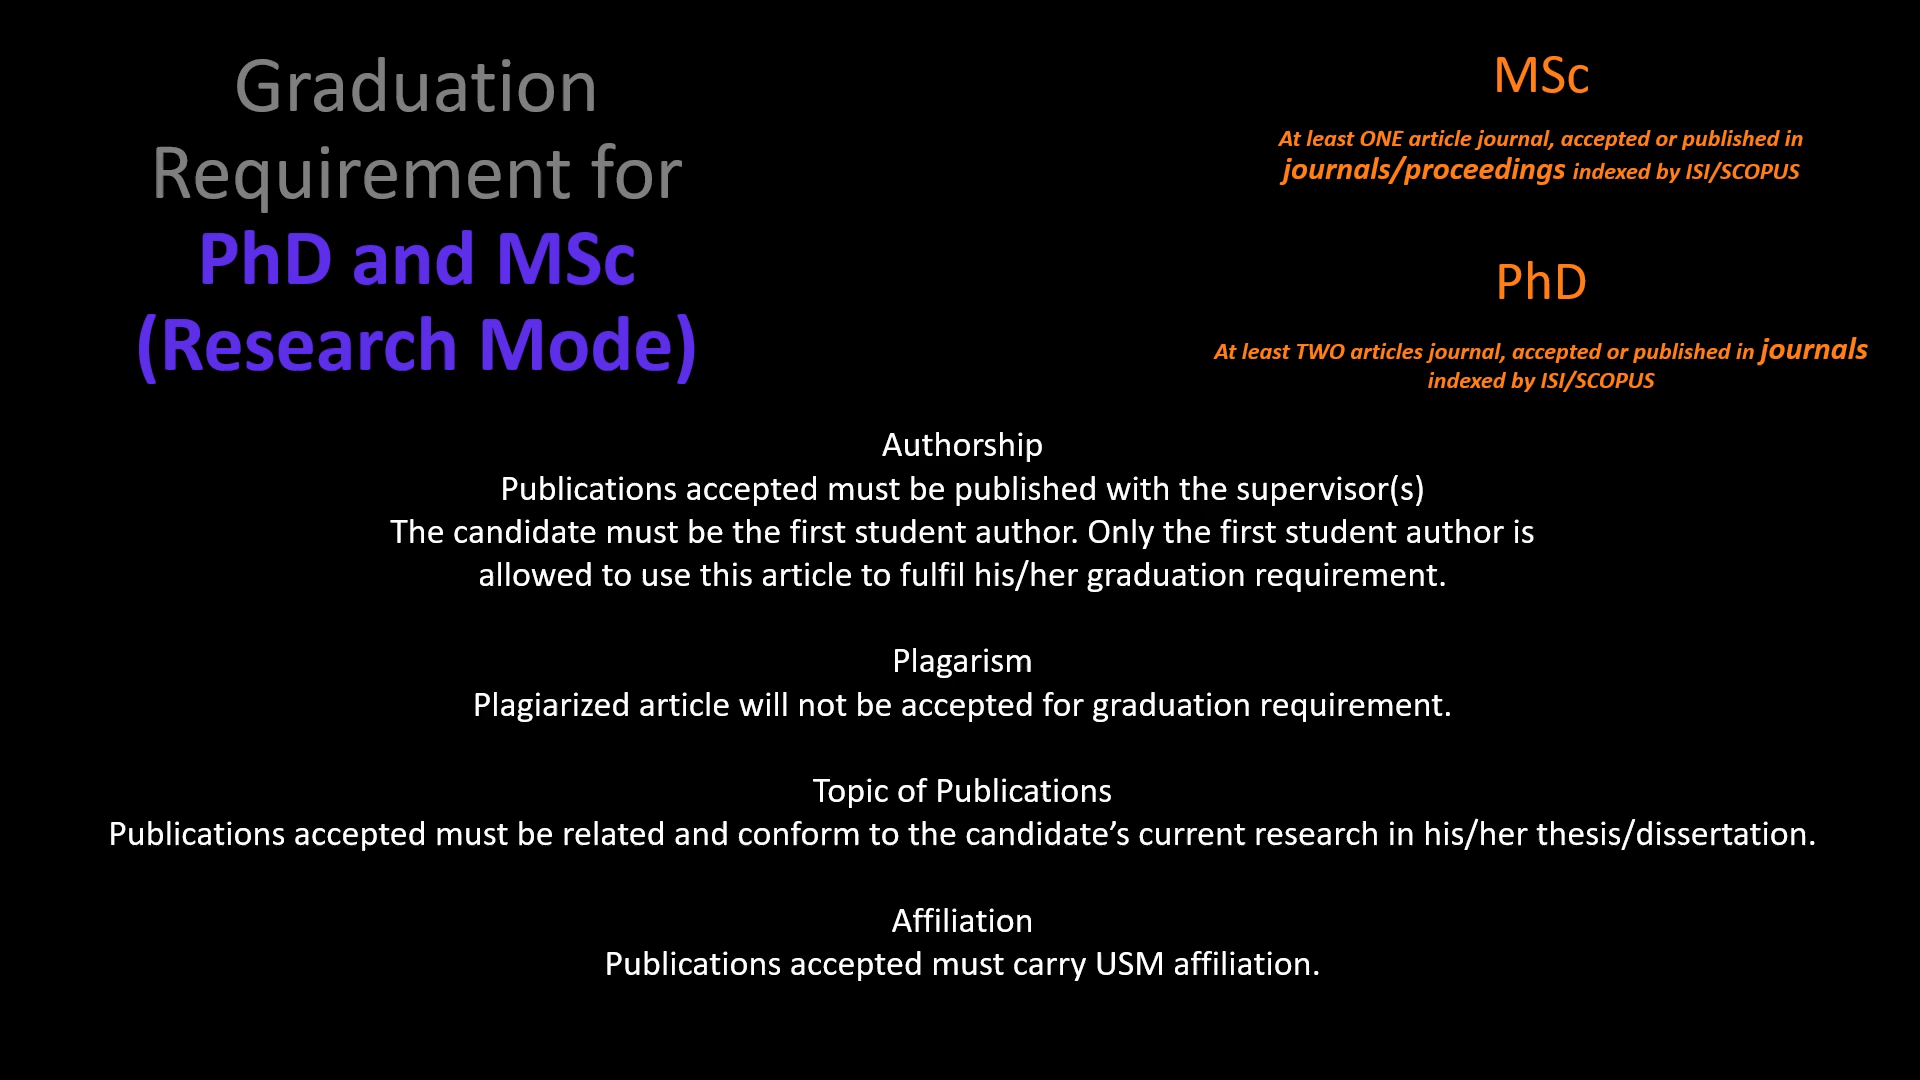 Graduation
Requirement for
PhD and MSc
(Research Mode)
MSc
At least ONE article journal, accepted or published in
journals/proceedings indexed by ISI/SCOPUS
PhD
At least TWO articles journal, accepted or published in journals
indexed by ISI/SCOPUS
Authorship
Publications accepted must be published with the supervisor(s)
The candidate must be the first student author. Only the first student author is
allowed to use this article to fulfil his/her graduation requirement.
Plagarism
Plagiarized article will not be accepted for graduation requirement.
Topic of Publications
Publications accepted must be related and conform to the candidate’s current research in his/her thesis/dissertation.
Affiliation
Publications accepted must carry USM affiliation.